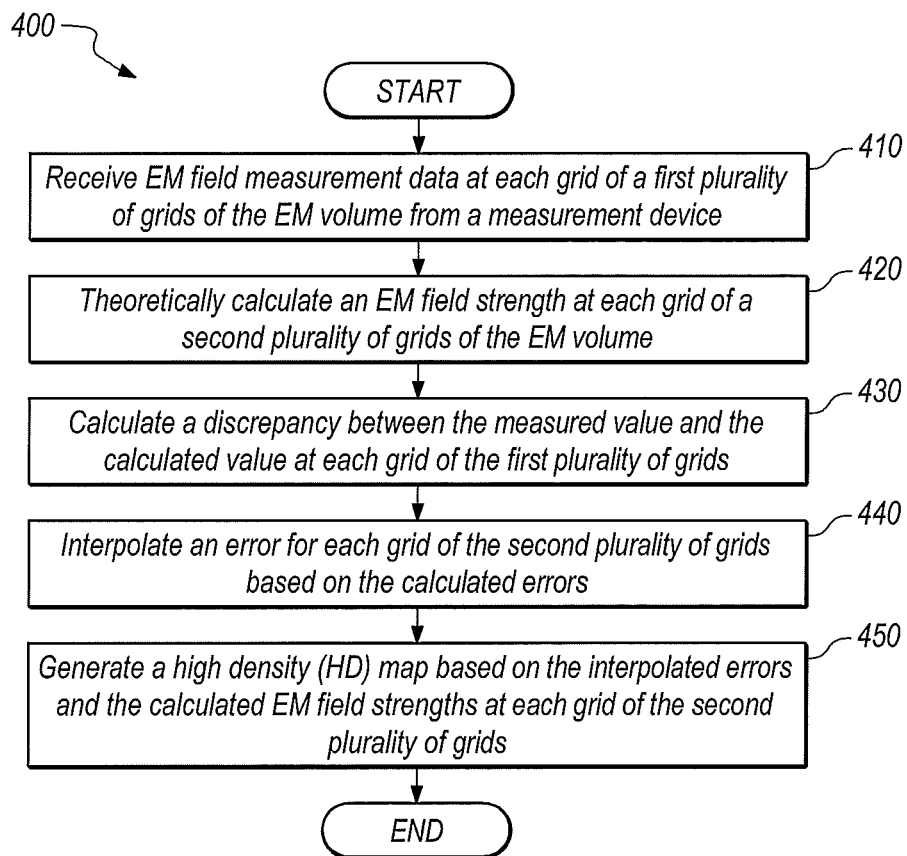 400
START
410
Receive EM field measurement data at each grid of a first plurality
of grids of the EM volume from a measurement device
420
Theoretically calculate an EM field strength at each grid of a
second plurality of grids of the EM volume
430
Calculate a discrepancy between the measured value and the
calculated value at each grid of the first plurality of grids
440
Interpolate an error for each grid of the second plurality of grids
based on the calculated errors
450
Generate a high density (HD) map based on the interpolated errors
and the calculated EM field strengths at each grid of the second
plurality of grids
END